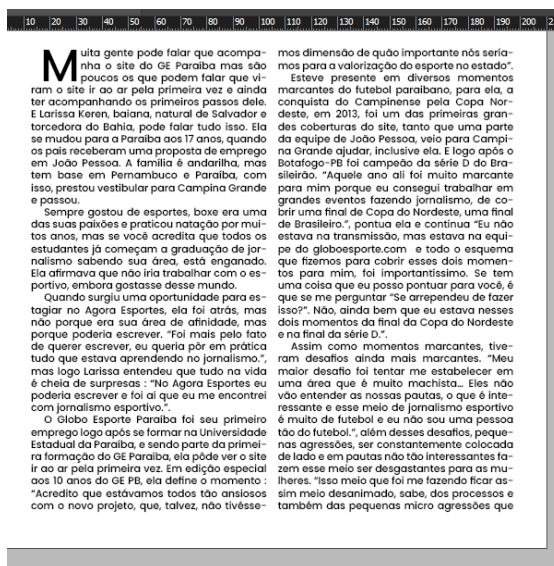 10 20 30 40 50 60 70 80 90 100 110 120 130 140 150 160 170 180 190 200 2
Muita gente pode falar que acompa-
nha o site do GE Paraíba mas são
poucos os que podem falar que vi-
ram o site ir ao ar pela primeira vez e ainda
ter acompanhando os primeiros passos dele.
E Larissa Keren, baiana, natural de Salvador e
torcedora do Bahia, pode falar tudo isso. Ela
se mudou para a Paraíba aos 17 anos, quando
os pais receberam uma proposta de emprego
em João Pessoa. A família é andarilha, mas
tem base em Pernambuco e Paraíba, com
isso, prestou vestibular para Campina Grande
e passou.
Sempre gostou de esportes, boxe era uma
das suas paixões e praticou natação por mui-
tos anos, mas se você acredita que todos os
estudantes já começam a graduação de jor-
nalismo sabendo sua área, está enganado.
Ela afirmava que não iria trabalhar com o es-
portivo, embora gostasse desse mundo.
Quando surgiu uma oportunidade para es-
tagiar no Agora Esportes, ela foi atrás, mas
não porque era sua área de afinidade, mas
porque poderia escrever. “Foi mais pelo fato
de querer escrever, eu queria pôr em prática
tudo que estava aprendendo no jornalismo.”,
mas logo Larissa entendeu que tudo na vida
é cheia de surpresas : “No Agora Esportes eu
poderia escrever e foi aí que eu me encontrei
com jornalismo esportivo.”.
O Globo Esporte Paraíba foi seu primeiro
emprego logo após se formar na Universidade
Estadual da Paraíba, e sendo parte da primei-
ra formação do GE Paraíba, ela pôde ver o site
ir ao ar pela primeira vez. Em edição especial
aos 10 anos do GE PB, ela define o momento :
“Acredito que estávamos todos tão ansiosos
com o novo projeto, que, talvez, não tivésse-
mos dimensão de quão importante nós sería-
mos para a valorização do esporte no estado”.
Esteve presente em diversos momentos
marcantes do futebol paraibano, para ela, a
conquista do Campinense pela Copa Nor-
deste, em 2013, foi um das primeiras gran-
des coberturas do site, tanto que uma parte
da equipe de João Pessoa, veio para Campi-
na Grande ajudar, inclusive ela. E logo após o
Botafogo-PB foi campeão da série D do Bra-
sileirão. “Aquele ano ali foi muito marcante
para mim porque eu consegui trabalhar em
grandes eventos fazendo jornalismo, de co-
brir uma final de Copa do Nordeste, uma final
de Brasileiro.”, pontua ela e continua “Eu não
estava na transmissão, mas estava na equi-
pe do globoesporte.com e todo o esquema
que fizemos para cobrir esses dois momen-
tos para mim, foi importantíssimo. Se tem
uma coisa que eu posso pontuar para você, é
que se me perguntar “Se arrependeu de fazer
isso?”. Não, ainda bem que eu estava nesses
dois momentos da final da Copa do Nordeste
e na final da série D.”.
Assim como momentos marcantes, tive-
ram desafios ainda mais marcantes. “Meu
maior desafio foi tentar me estabelecer em
uma área que é muito machista... Eles não
vão entender as nossas pautas, o que é inte-
ressante e esse meio de jornalismo esportivo
é muito de futebol e eu não sou uma pessoa
tão do futebol.”, além desses desafios, peque-
nas agressões, ser constantemente colocada
de lado e em pautas não tão interessantes fa-
zem esse meio ser desgastantes para as mu-
lheres. “Isso meio que foi me fazendo ficar as-
sim meio desanimado, sabe, dos processos e
também das pequenas micro agressões que